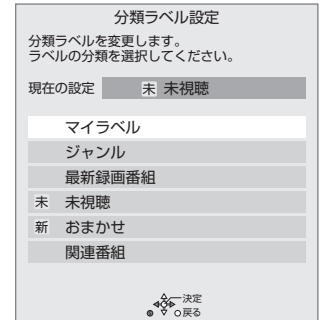 分類ラベル設定
分類ラベルを変更します。
ラベルの分類を選択してください。
現在の設定 未 未視聴
マイラベル
ジャンル
最新録画番組
未 未視聴
新 おまかせ
関連番組
決定
戻る